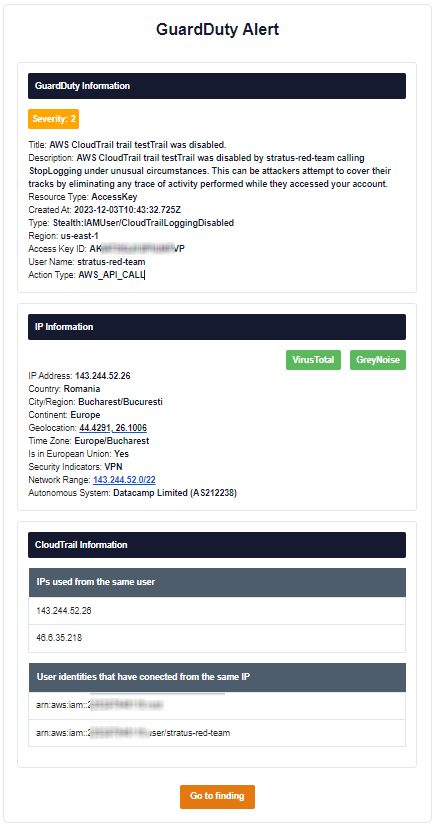 GuardDuty Alert
GuardDuty Information
Severity: 2
Title: AWS CloudTrail trail testTrail was disabled.
Description: AWS CloudTrail trail testTrail was disabled by stratus-red-team calling
StopLogging under unusual circumstances. This can be attackers attempt to cover their
tracks by eliminating any trace of activity performed while they accessed your account.
Resource Type: AccessKey
Created At: 2023-12-03T10:43:32.725Z
Type: Stealth:IAMUser/CloudTrailLoggingDisabled
Region: us-east-1
Access Key ID: AK VP
User Name: stratus-red-team
Action Type: AWS_API_CALL
IP Information
VirusTotal GreyNoise
IP Address: 143.244.52.26
Country: Romania
City/Region: Bucharest/Bucuresti
Continent: Europe
Geolocation: 44.4291, 26.1006
Time Zone: Europe/Bucharest
Is in European Union: Yes
Security Indicators: VPN
Network Range: 143.244.52.0/22
Autonomous System: Datacamp Limited (AS212238)
CloudTrail Information
IPs used from the same user
143.244.52.26
46.6.35.218
User identities that have conected from the same IP
arn:aws:iam::
arn:aws:iam:: user/stratus-red-team
Go to finding